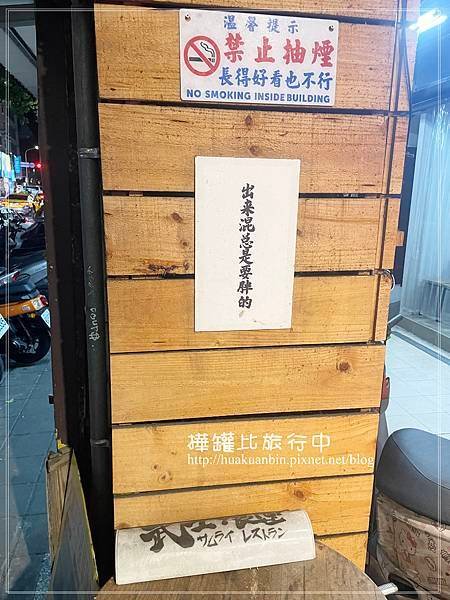 溫馨提示
禁止抽煙
長得好看也不行
NO SMOKING INSIDE BUILDING
出来混总是要胖的
樺罐比旅行中
http://huakuanbin.pixnet.net/blog
サムライ レストラン